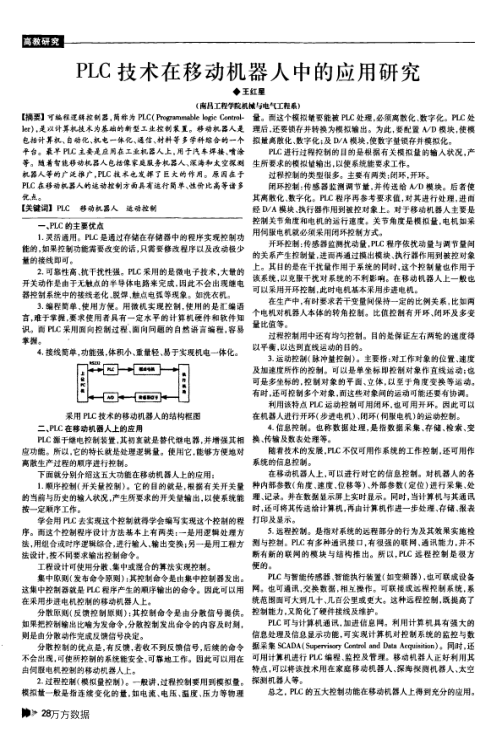 高教研究
PLC 技术在移动机器人中的应用研究
◆王红星
(南昌工程学院机械与电气工程系)
【摘要】可编程逻辑控制器,简称为 PLC(Programmable logic Control-
ler),是以计算机技术为基础的新型工业控制装置。移动机器人是
包括计算机、自动化、机电一体化、通信、材料等多学科综合的一个
平台。最早 PLC 主要是应用在工业机器人上,用于汽车焊接、喷涂
等。随着智能移动机器人包括像家庭服务机器人、深海和太空探测
机器人等的广泛推广,PLC 技术也发挥了巨大的作用。原因在于
PLC 在移动机器人的运动控制方面具有运行简单、性价比高等诸多
优点。
【关键词】PLC 移动机器人 运动控制
一、PLC 的主要优点
1. 灵活通用。PLC 是通过存储在存储器中的程序实现控制功
能的,如果控制功能需要改变的话,只需要修改程序以及改动极少
量的接线即可。
2. 可靠性高、抗干扰性强。PLC 采用的是微电子技术,大量的
开关动作是由于无触点的半导体电路来完成,因此不会出现继电
器控制系统中的接线老化、脱焊、触点电弧等现象。如洗衣机。
3. 编程简单、使用方便。用微机实现控制,使用的是汇编语
言,难于掌握,要求使用者具有一定水平的计算机硬件和软件知
识。而 PLC 采用面向控制过程、面向问题的自然语言编程,容易
掌握。
4. 接线简单,功能强、体积小、重量轻、易于实现机电一体化。
RS232
PLC
A/D
采用 PLC 技术的移动机器人的结构框图
二、PLC 在移动机器人上的应用
PLC 源于继电控制装置,其初衷就是替代继电器,并增强其相
应功能。所以,它的特长就是处理逻辑量。使用它,能够方便地对
离散生产过程的顺序进行控制。
下面就分别介绍这五大功能在移动机器人上的应用:
1. 顺序控制(开关量控制)。它的目的就是,根据有关开关量
的当前与历史的输人状况,产生所要求的开关量输出,以使系统能
按一定顺序工作。
学会用 PLC 去实现这个控制就得学会编写实现这个控制的程
序。而这个控制程序设计方法基本上有两类:一是用逻辑处理方
法,用组合或时序逻辑综合,进行输人、输出变换;另一是用工程方
法设计,按不同要求输出控制命令。
工程设计可使用分散、集中或混合的算法实现控制。
集中原则(发布命令原则):其控制命令是由集中控制器发出。
这集中控制器就是 PLC 程序产生的顺序输出的命令。因此可以用
在采用步进电机控制的移动机器人上。
分散原则(反馈控制原则):其控制命令是由分散信号提供。
如果把控制输出比喻为发命令,分散控制发出命令的内容及时刻,
则是由分散动作完成反馈信号决定。
分散控制的优点是,有反馈,若收不到反馈信号,后续的命令
不会出现,可使所控制的系统能安全、可靠地工作。因此可以用在
由伺服电机控制的移动机器人上。
2. 过程控制(模拟量控制)。一般讲,过程控制要用到模拟量。
模拟量一般是指连续变化的量,如电流、电压、温度、压力等物理
量。而这个模拟量要能被 PLC 处理,必须离散化、数字化。PLC 处
理后,还要锁存并转换为模拟输出。为此,要配置 A/D 模块,使模
拟量离散化,数字化;及 D/A 模块,使数字量锁存并模拟化。
PLC 进行过程控制的目的是根据有关模拟量的输人状况,产
生所要求的模拟量输出,以使系统能要求工作。
过程控制的类型很多。主要有两类:闭环,开环。
闭环控制:传感器监测调节量,并传送给 A/D 模块。后者使
其离散化、数字化。PLC 程序再参考要求值,对其进行处理,进而
经 D/A 模块、执行器作用到被控对象上。对于移动机器人主要是
控制关节角度和电机的运行速度。关节角度是模拟量,电机如采
用伺服电机就必须采用闭环控制方式。
开环控制:传感器监测扰动量,PLC 程序依扰动量与调节量间
的关系产生控制量,进而再通过摸出模块、执行器作用到被控对象
上。其目的是在干扰量作用于系统的同时,这个控制量也作用于
该系统,以克服干扰对系统的不利影响。在移动机器人上一般也
可以采用开环控制,此时电机基本采用步进电机。
在生产中,有时要求若干变量间保持一定的比例关系,比如两
个电机对机器人本体的转角控制。比值控制有开环、闭环及多变
量比值等。
过程控制用中还有均匀控制。目的是保证左右两轮的速度得
以平衡,以达到直线运动的目的。
3. 运动控制(脉冲量控制)。主要指:对工作对象的位置、速度
及加速度所作的控制。可以是单坐标即控制对象作直线运动;也
可是多坐标的,控制对象的平面、立体,以至于角度变换等运动。
有时,还可控制多个对象,而这些对象间的运动可能还要有协调。
利用该特点 PLC 运动控制可用闭环,也可用开环。因此可以
在机器人进行开环(步进电机)、闭环(伺服电机)的运动控制。
4. 信息控制。也称数据处理,是指数据采集、存储、检索、变
换、传输及数表处理等。
随着技术的发展,PLC 不仅可用作系统的工作控制,还可用作
系统的信息控制。
在移动机器人上,可以进行对它的信息控制。对机器人的各
种内部参数(角度、速度、位移等)、外部参数(定位)进行采集、处
理、记录。并在数据显示屏上实时显示。同时,当计算机与其通讯
时,还可将其传送给计算机,再由计算机作进一步处理、存储、报表
打印及显示。
5. 远程控制。是指对系统的远程部分的行为及其效果实施检
测与控制。PLC 有多种通讯接口,有很强的联网、通讯能力,并不
断有新的联网的模块与结构推出。所以,PLC 远程控制是很方
便的。
PLC 与智能传感器、智能执行装置(如变频器),也可联成设备
网。也可通讯,交换数据,相互操作。可联接成远程控制系统,系
统范围面可大到几十、几百公里或更大。这种远程控制,既提高了
控制能力,又简化了硬件接线及维护。
PLC 可与计算机通讯,加进信息网。利用计算机具有强大的
信息处理及信息显示功能,可实现计算机对控制系统的监控与数
据采集 SCADA(Supervisory Control and Data Acquisition)。同时,还
可用计算机进行 PLC 编程、监控及管理。移动机器人正好利用其
特点,可以将该技术用在家庭移动机器人、深海探测机器人、太空
探测机器人等。
总之,PLC 的五大控制功能在移动机器人上得到充分的应用。
28万方数据